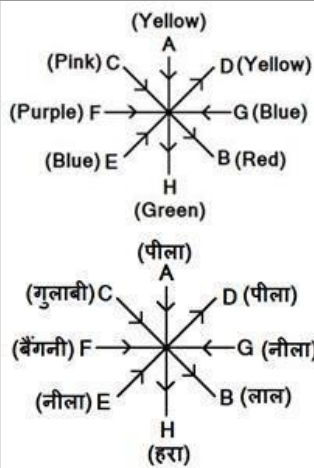 (Yellow)
A
(Pink) C D (Yellow)
(Purple) F G (Blue)
(Blue) E B (Red)
H
(Green)
(पीला)
A
(गुलाबी) C D (पीला)
(बैंगनी) F G (नीला)
(नीला) E B (लाल)
H
(हरा)